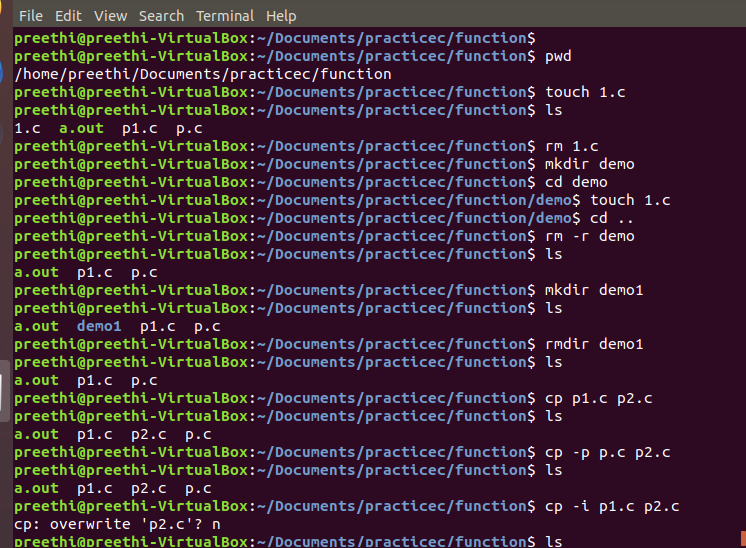 File Edit View Search Terminal Help
preethi@preethi-VirtualBox:~/Documents/practicec/function$
preethi@preethi-VirtualBox:~/Documents/practicec/function$ pwd
/home/preethi/Documents/practicec/function
preethi@preethi-VirtualBox:~/Documents/practicec/function$ touch 1.c
preethi@preethi-VirtualBox:~/Documents/practicec/function$ ls
1.c  a.out  p1.c  p.c
preethi@preethi-VirtualBox:~/Documents/practicec/function$ rm 1.c
preethi@preethi-VirtualBox:~/Documents/practicec/function$ mkdir demo
preethi@preethi-VirtualBox:~/Documents/practicec/function$ cd demo
preethi@preethi-VirtualBox:~/Documents/practicec/function/demo$ touch 1.c
preethi@preethi-VirtualBox:~/Documents/practicec/function/demo$ cd ..
preethi@preethi-VirtualBox:~/Documents/practicec/function$ rm -r demo
preethi@preethi-VirtualBox:~/Documents/practicec/function$ ls
a.out  p1.c  p.c
preethi@preethi-VirtualBox:~/Documents/practicec/function$ mkdir demo1
preethi@preethi-VirtualBox:~/Documents/practicec/function$ ls
a.out  demo1  p1.c  p.c
preethi@preethi-VirtualBox:~/Documents/practicec/function$ rmdir demo1
preethi@preethi-VirtualBox:~/Documents/practicec/function$ ls
a.out  p1.c  p.c
preethi@preethi-VirtualBox:~/Documents/practicec/function$ cp p1.c p2.c
preethi@preethi-VirtualBox:~/Documents/practicec/function$ ls
a.out  p1.c  p2.c  p.c
preethi@preethi-VirtualBox:~/Documents/practicec/function$ cp -p p.c p2.c
preethi@preethi-VirtualBox:~/Documents/practicec/function$ ls
a.out  p1.c  p2.c  p.c
preethi@preethi-VirtualBox:~/Documents/practicec/function$ cp -i p1.c p2.c
cp: overwrite 'p2.c'? n
preethi@preethi-VirtualBox:~/Documents/practicec/function$ ls